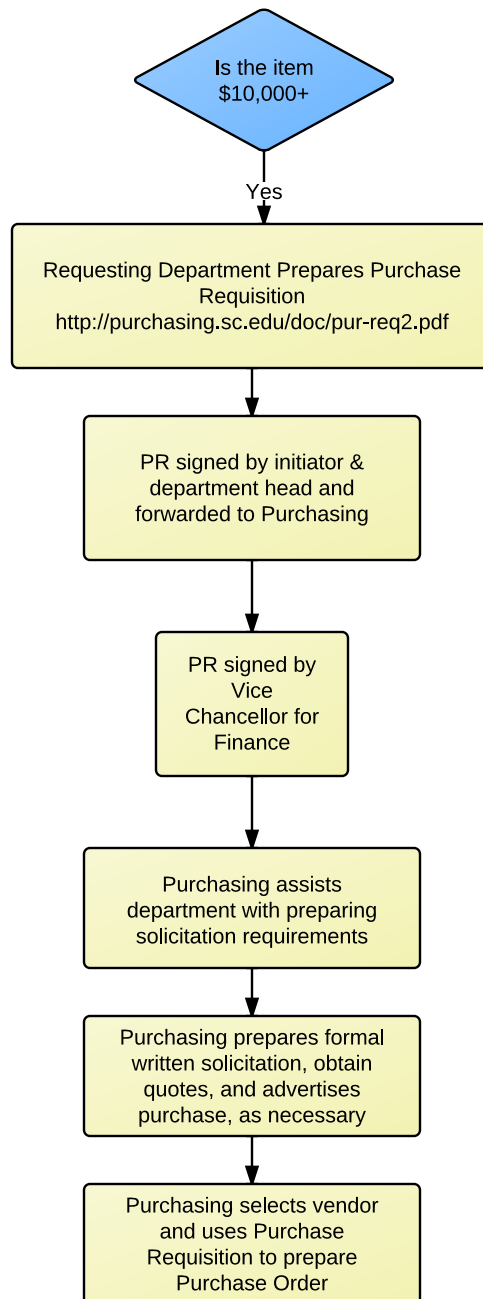 Is the item
$10,000+
Yes
Requesting Department Prepares Purchase
Requisition
http://purchasing.sc.edu/doc/pur-req2.pdf
PR signed by initiator &
department head and
forwarded to Purchasing
PR signed by
Vice
Chancellor for
Finance
Purchasing assists
department with preparing
solicitation requirements
Purchasing prepares formal
written solicitation, obtain
quotes, and advertises
purchase, as necessary
Purchasing selects vendor
and uses Purchase
Requisition to prepare
Purchase Order